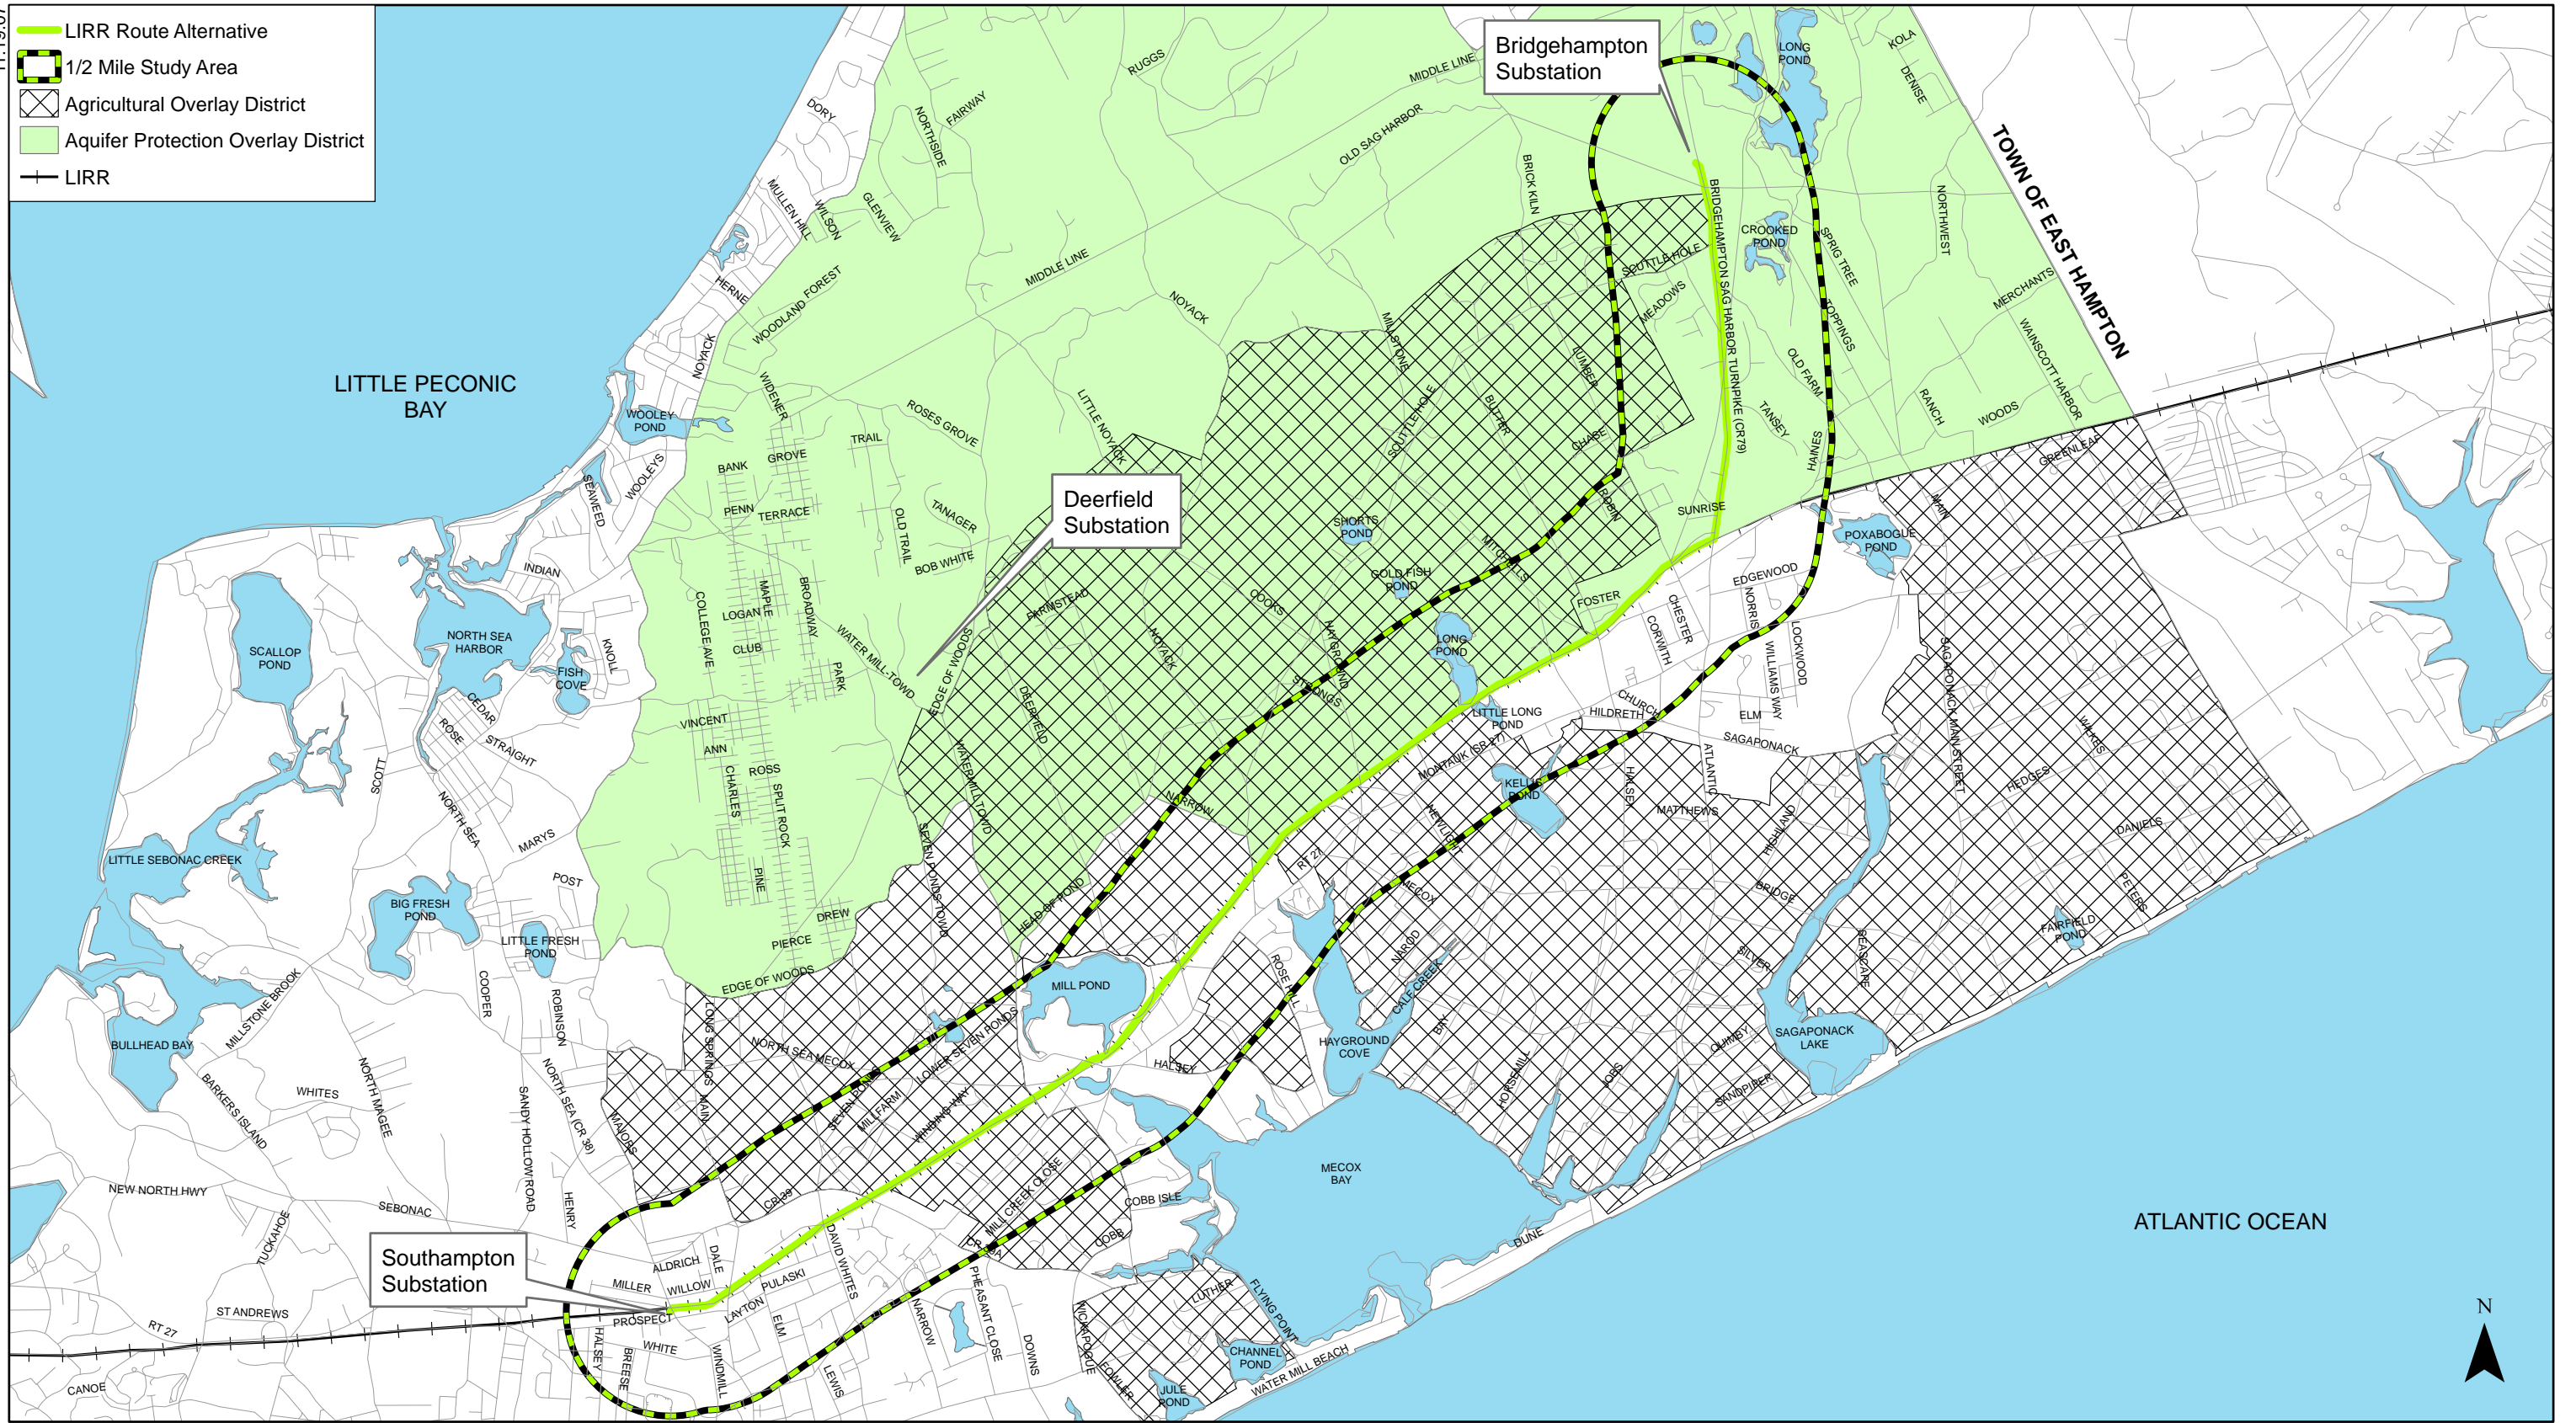 LIRR Route Alternative
1/2 Mile Study Area
Agricultural Overlay District
Aquifer Protection Overlay District
LIRR
Bridgehampton
Substation
LONG
POND
KOLA
DENISE
RUGGS
MIDDLE LINE
FAIRWAY
NORTHSIDE
DORY
OLD SAG HARBOR
BRICK KILN
TOWN OF EAST HAMPTON
MULLEN HILL
WILSON
GLENVIEW
BRIDGEHAMPTON SAG HARBOR TURNPIKE (CR79)
CROOKED
POND
SPRIG TREE
NORTHWEST
HERNE
WOODLAND
FOREST
MIDDLE LINE
NOYACK
SCUTTLE HOLE
MEADOWS
TOPPINGS
MERCHANTS
WAINSCOTT HARBOR
NOYACK
MILLSTONE
LUMBER
OLD FARM
LITTLE PECONIC
BAY
WIDENER
ROSES GROVE
LITTLE NOYACK
SCUTTLE HOLE
BUTTER
CHASE
TANSEY
HAINES
RANCH
WOODS
GREENLEAF
WOOLEY
POND
WOOLEYS
SEAWEED
TRAIL
BANK
GROVE
PENN
TERRACE
OLD TRAIL
TANAGER
BOB WHITE
Deerfield
Substation
SHORTS
POND
ROBIN
SUNRISE
MAIN
POXABOGUE
POND
INDIAN
MITCHELLS
GOLD FISH
POND
EDGEWOOD
NORRIS
FOSTER
CHESTER
CORWITH
LOCKWOOD
WILLIAMS WAY
COLLEGE AVE
LOGAN
MAPLE
BROADWAY
CLUB
WATER MILL-TOWD
PARK
EDGE OF WOODS
FARMSTEAD
COOKS
NOYACK
HAYGROUND
LONG
POND
STRONGS
SAGAPONACK MAIN STREET
SCALLOP
POND
NORTH SEA
HARBOR
FISH
COVE
KNOLL
CEDAR
ROSE
STRAIGHT
VINCENT
ANN
CHARLES
ROSS
SPLIT ROCK
DEERFIELD
WATERMILL TOWD
LITTLE LONG
POND
CHURCH
HILDRETH
ELM
SAGAPONACK
MONTAUK (SR 27)
ATLANTIC
HALSEY
WILKES
HEDGES
SCOTT
NORTH SEA
MARYS
NARROW
KELLIS
POND
NEWLIGHT
MATTHEWS
HIGHLAND
DANIELS
LITTLE SEBONAC CREEK
POST
PINE
DREW
PIERCE
SEVEN PONDS TOWD
HEAD OF POND
RT 27
MECOX
BRIDGE
PETERS
BIG FRESH
POND
LITTLE FRESH
POND
FAIRFIELD
POND
NAROD
SILVER
SEASCAPE
EDGE OF WOODS
MILL POND
ROSE HILL
CALF CREEK
COOPER
ROBINSON
MILLSTONE BROOK
LONG SPRINGS
BULLHEAD BAY
NORTH SEA MECOX
LOWER SEVEN PONDS
HAYGROUND
COVE
BAY
QUIMBY
SAGAPONACK
LAKE
HALSEY
HORSEMILL
JOBS
SANDPIPER
BARKERS ISLAND
WHITES
NORTH MAGEE
SANDY HOLLOW ROAD
NORTH SEA (CR 38)
MAJORS
MAIN
SEVEN PONDS
MILLFARM
WINDING WAY
MECOX
BAY
NEW NORTH HWY
SEBONAC
TUCKAHOE
HENRY
CR 39
MILL CREEK CLOSE
COBB ISLE
COBB
DUNE
ATLANTIC OCEAN
Southampton
Substation
ALDRICH
DALE
MILLER
WILLOW
PULASKI
LAYTON
DAVID WHITES
PHEASANT CLOSE
LUTHER
FLYING POINT
ST ANDREWS
RT 27
PROSPECT
HALSEY
BREESE
WHITE
WINDMILL
ELM
LEWIS
NARROW
DOWNS
WICKAPOGUE
FOWLER
CHANNEL
POND
WATER MILL BEACH
JULE
POND
CANOE
N